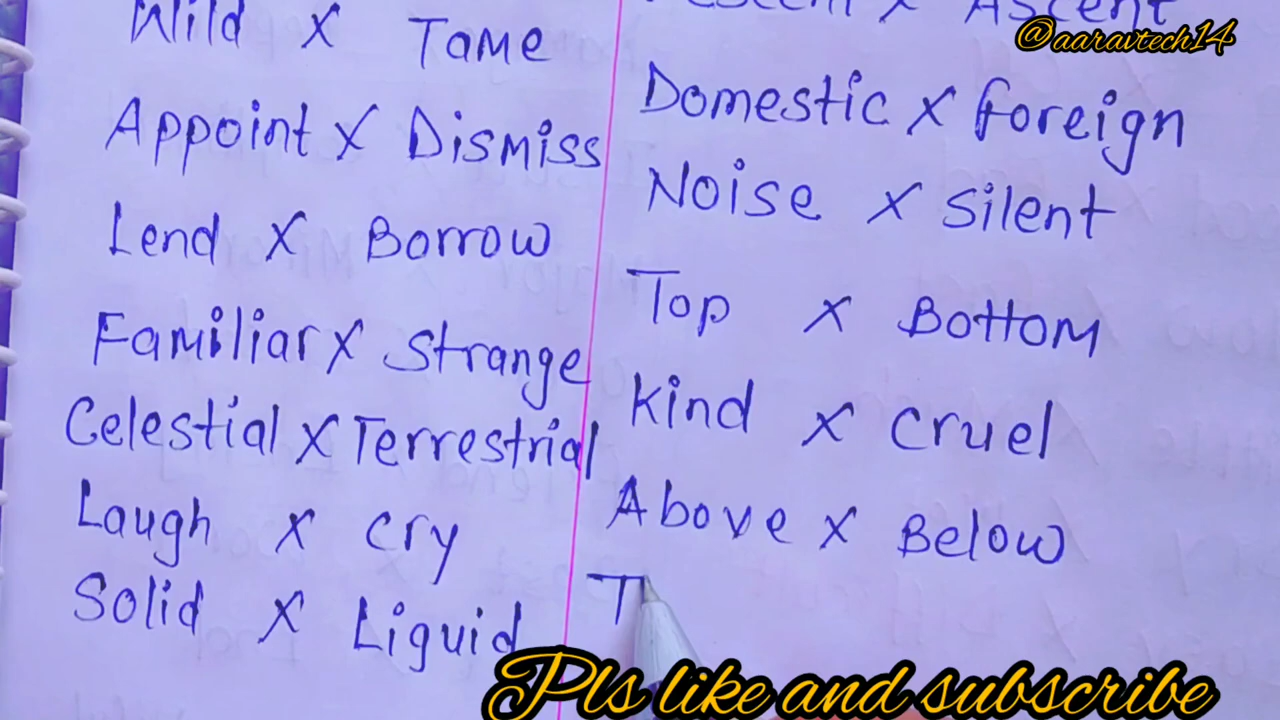 Wild X Tame
Appoint X Dismiss
Lend X Borrow
Familiar X Strange
Celestial X Terrestrial
Laugh X Cry
Solid X Liquid
X Ascent
@aaravtech14
Domestic X foreign
Noise X Silent
Top X Bottom
Kind X Cruel
Above X Below
T
Pls like and subscribe